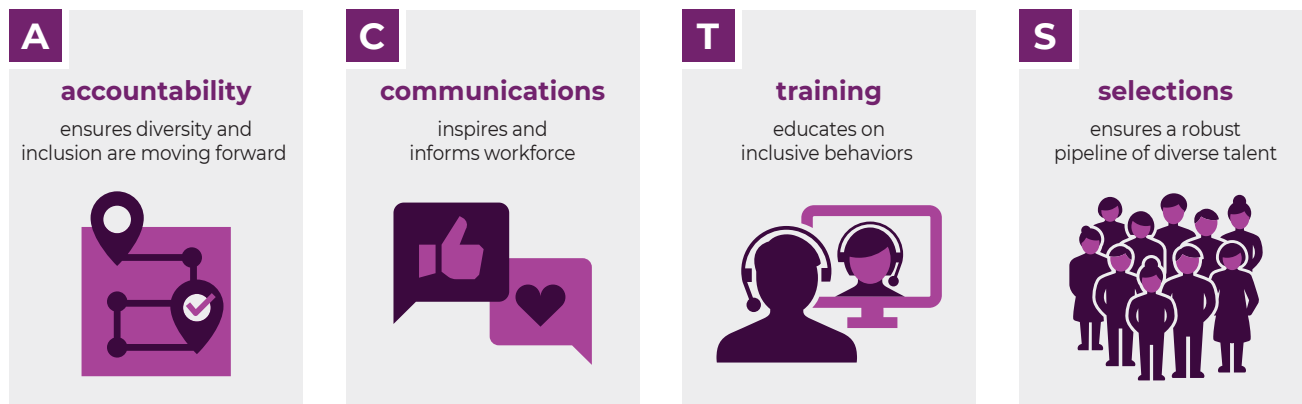 A
accountability
ensures diversity and
inclusion are moving forward
C
communications
inspires and
informs workforce
T
training
educates on
inclusive behaviors
S
selections
ensures a robust
pipeline of diverse talent